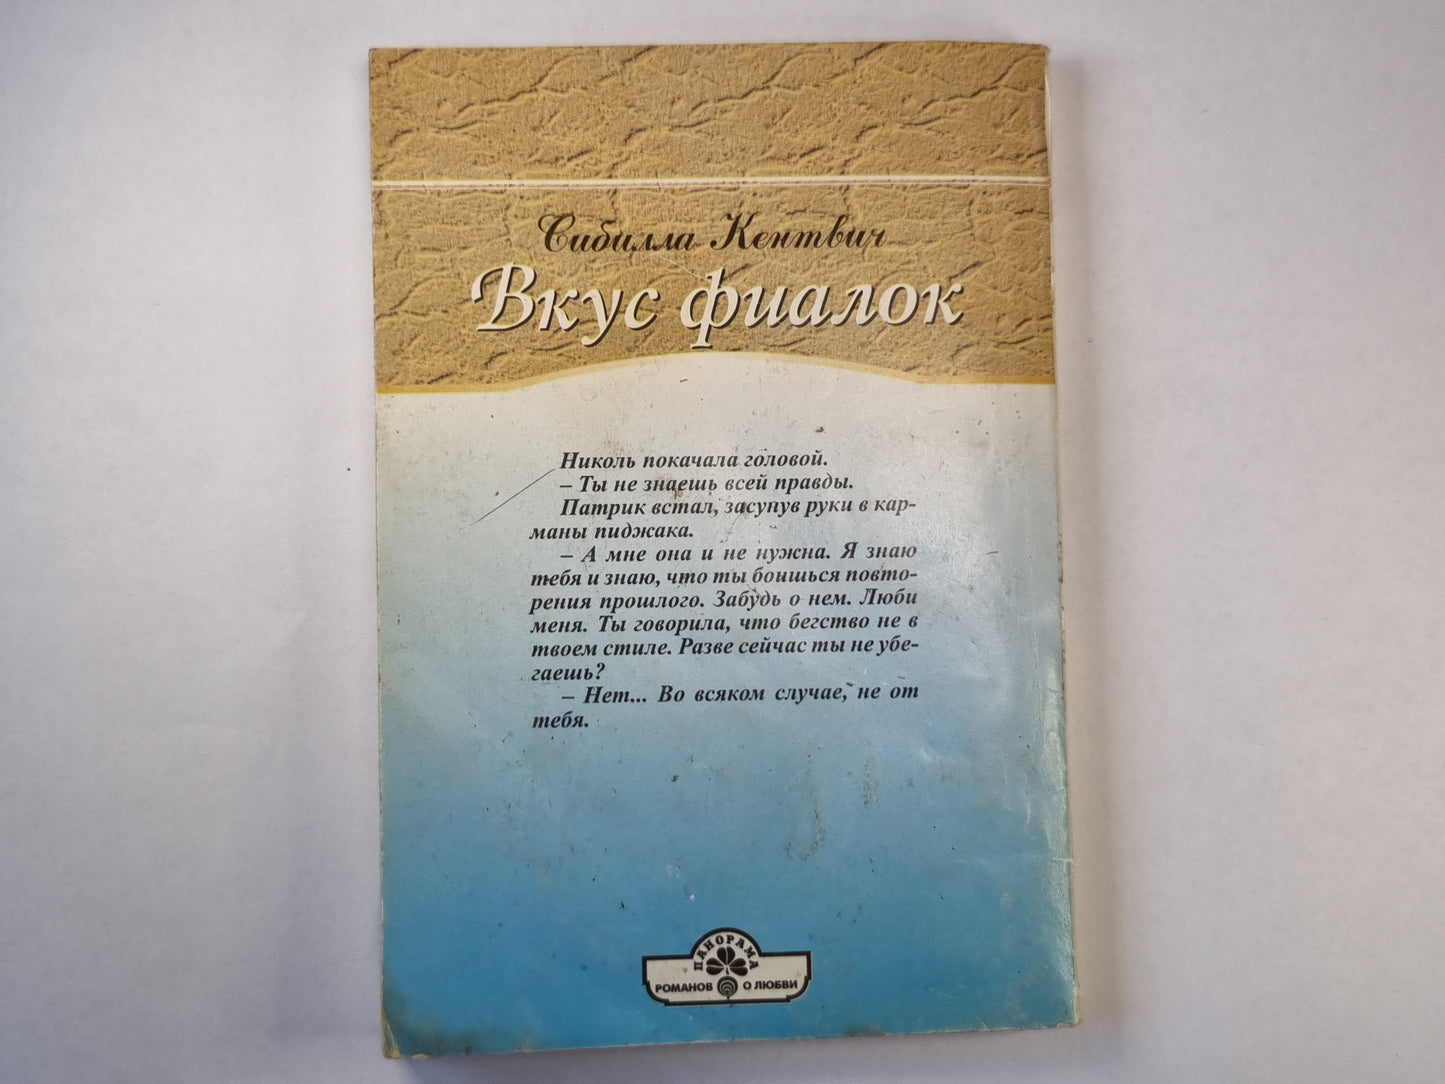 Сибилла Кентвич
Вкус фиалок
Николь покачала головой.
– Ты не знаешь всей правды.
Патрик встал, засунув руки в кар-
маны пиджака.
– А мне она и не нужна. Я знаю
тебя и знаю, что ты боишься повто-
рения прошлого. Забудь о нем. Люби
меня. Ты говорила, что бегство не в
твоем стиле. Разве сейчас ты не убе-
гаешь?
– Нет... Во всяком случае, не от
тебя.
ПАНОРАМА
РОМАНОВ О ЛЮБВИ